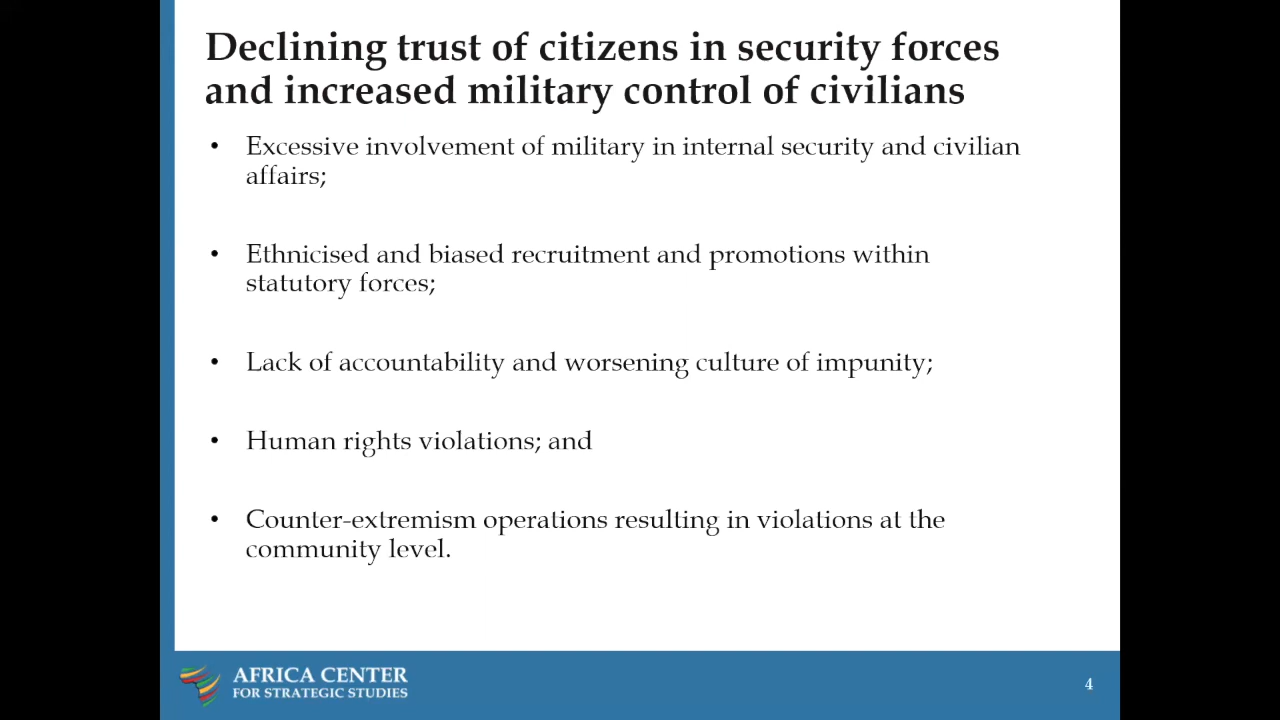 Declining trust of citizens in security forces
and increased military control of civilians
• Excessive involvement of military in internal security and civilian
affairs;
• Ethnicised and biased recruitment and promotions within
statutory forces;
• Lack of accountability and worsening culture of impunity;
• Human rights violations; and
• Counter-extremism operations resulting in violations at the
community level.
AFRICA CENTER
FOR STRATEGIC STUDIES
4